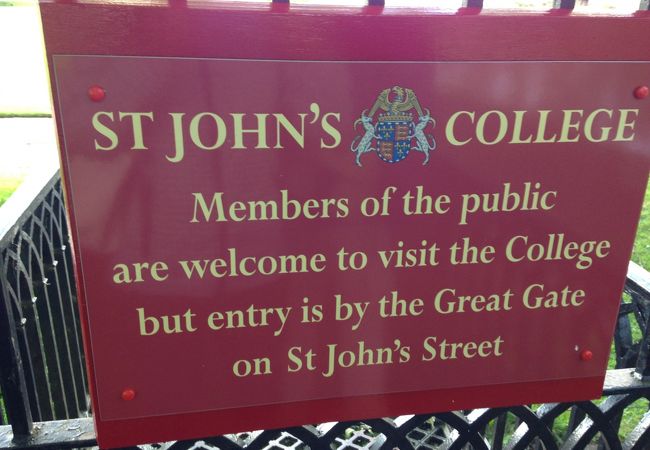 ST JOHN'S COLLEGE
Members of the public
are welcome to visit the College
but entry is by the Great Gate
on St John's Street